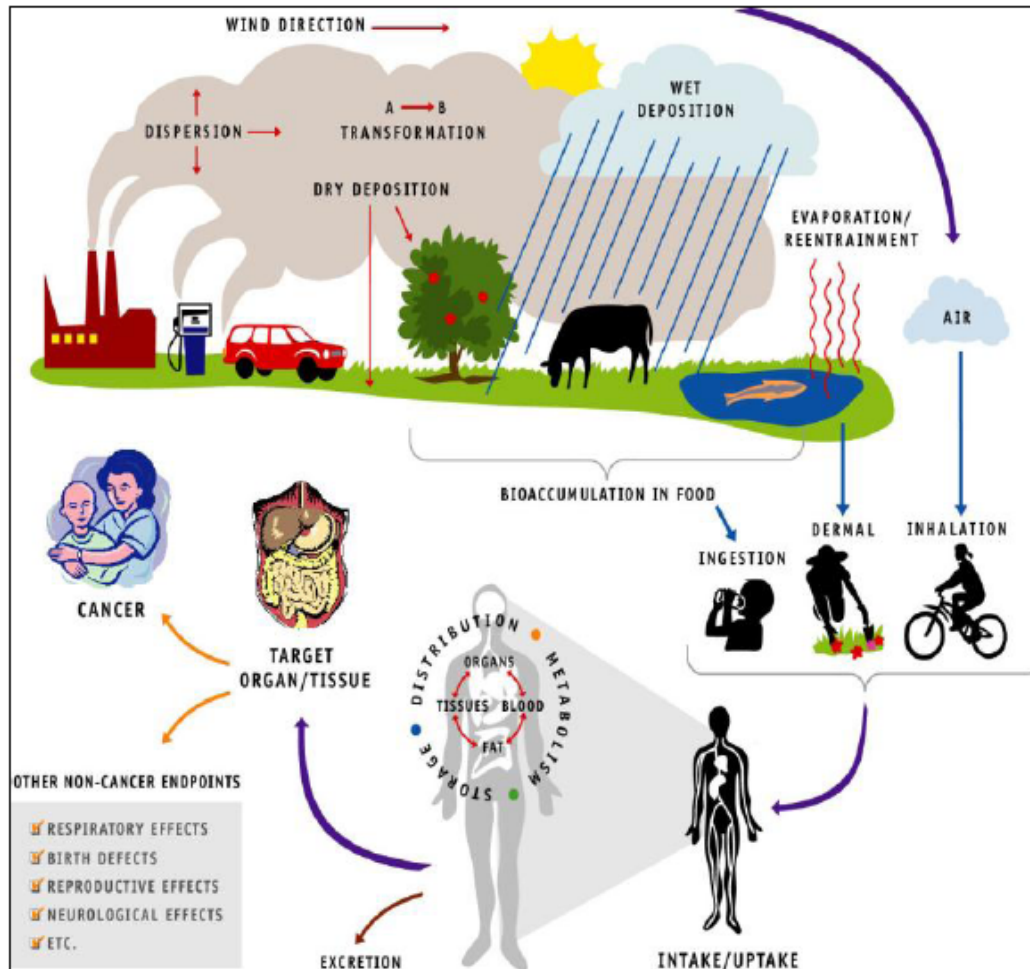 WIND DIRECTION
WET
DEPOSITION
A B
DISPERSION
TRANSFORMATION
DRY DEPOSITION
EVAPORATION/
REENTRAINMENT
AIR
BIOACCUMULATION IN FOOD
INGESTION
DERMAL
INHALATION
CANCER
TARGET
ORGAN/TISSUE
DISTRIBUTION
METABOLISM
STORAGE
ORGANS
TISSUES BLOOD
FAT
OTHER NON-CANCER ENDPOINTS
RESPIRATORY EFFECTS
BIRTH DEFECTS
REPRODUCTIVE EFFECTS
NEUROLOGICAL EFFECTS
ETC.
EXCRETION
INTAKE/UPTAKE